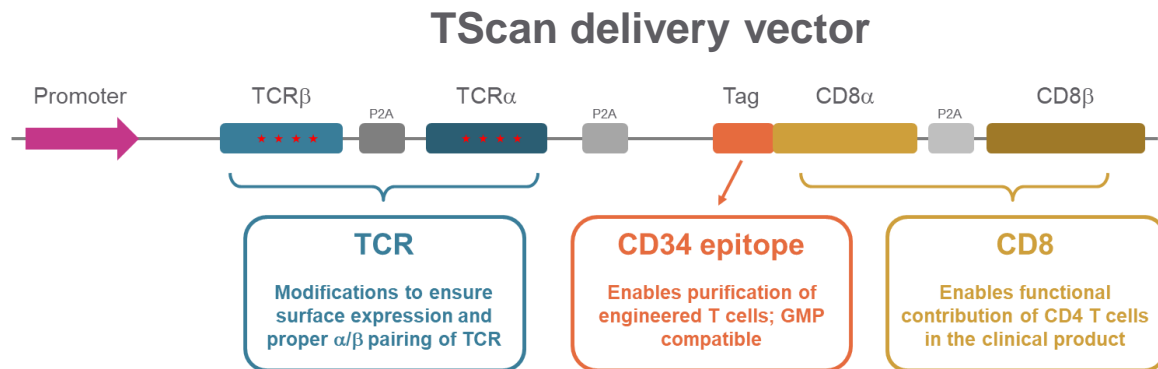 TScan delivery vector
Promoter
TCRβ
P2A
TCRα
P2A
Tag
CD8α
P2A
CD8β
TCR
Modifications to ensure
surface expression and
proper α/β pairing of TCR
CD34 epitope
Enables purification of
engineered T cells; GMP
compatible
CD8
Enables functional
contribution of CD4 T cells
in the clinical product